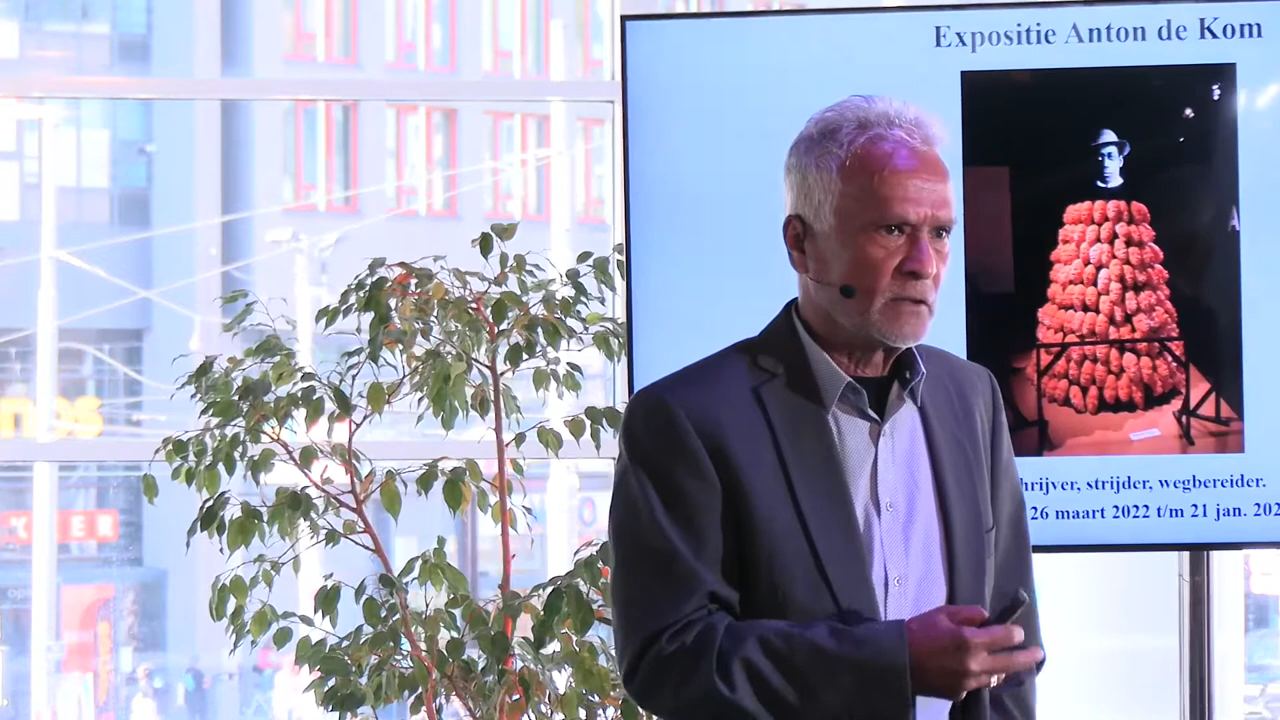 Expositie Anton de Kom
hrijver, strijder, wegbereider.
26 maart 2022 t/m 21 jan. 202